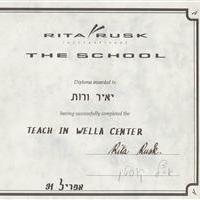 RITA RUSK
international
THE SCHOOL
Diploma awarded to
יאיר ורות
having successfully completed the
TEACH IN WELLA CENTER
Rita Rusk.
אפריל 91